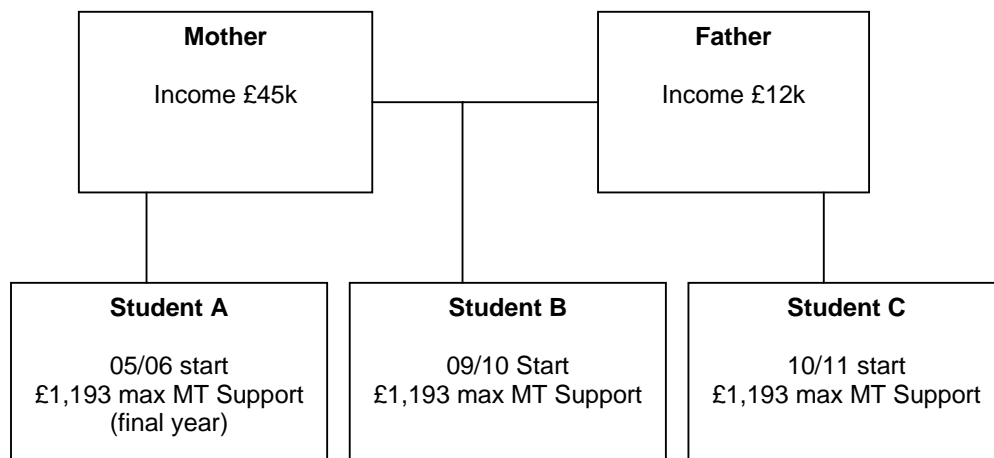 Mother
Income £45k
Father
Income £12k
Student A
05/06 start
£1,193 max MT Support
(final year)
Student B
09/10 Start
£1,193 max MT Support
Student C
10/11 start
£1,193 max MT Support